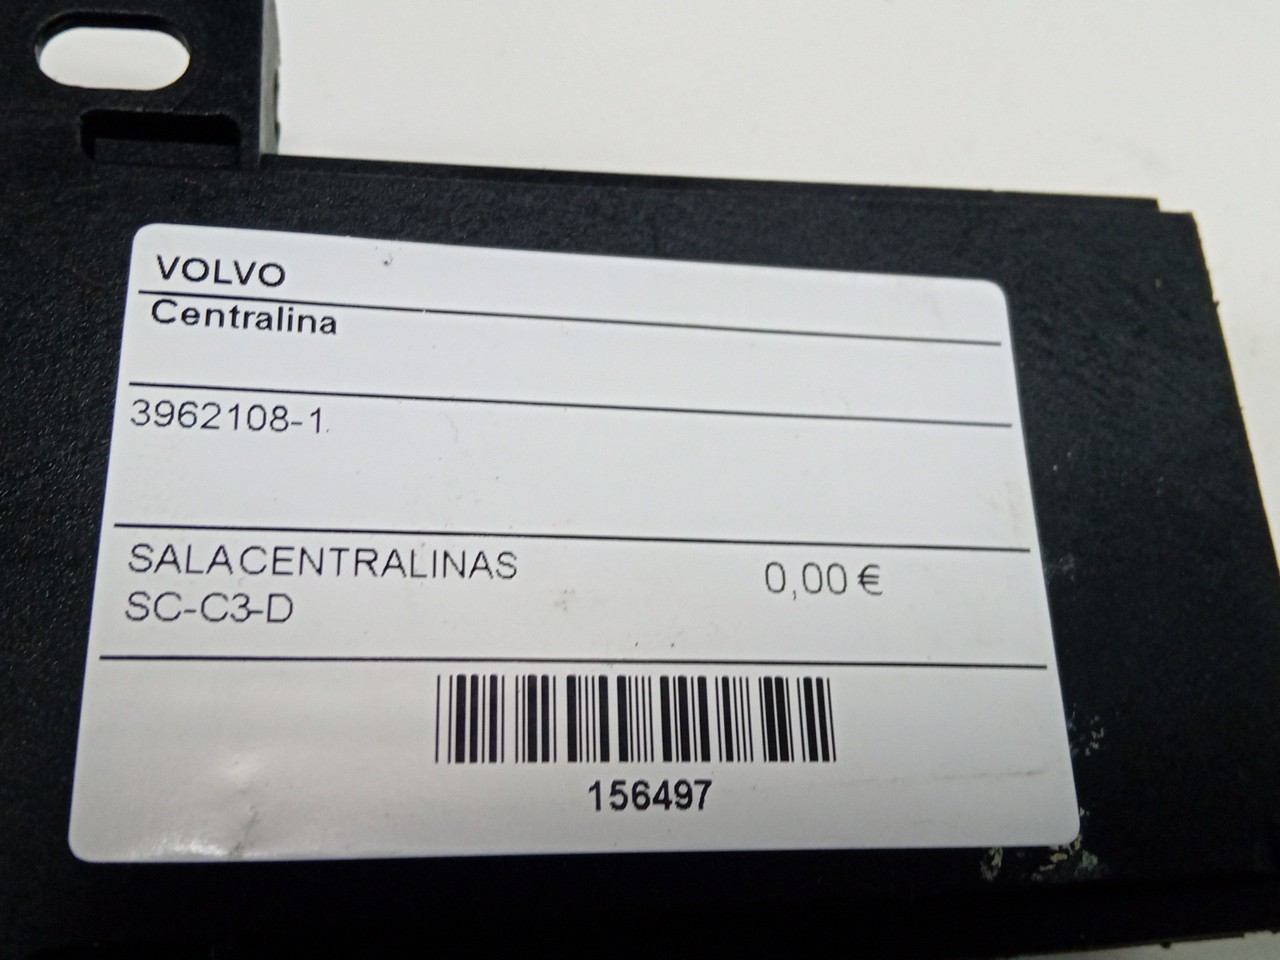 VOLVO
Centralina
3962108-1
SALACENTRALINAS 0,00 €
SC-C3-D
156497